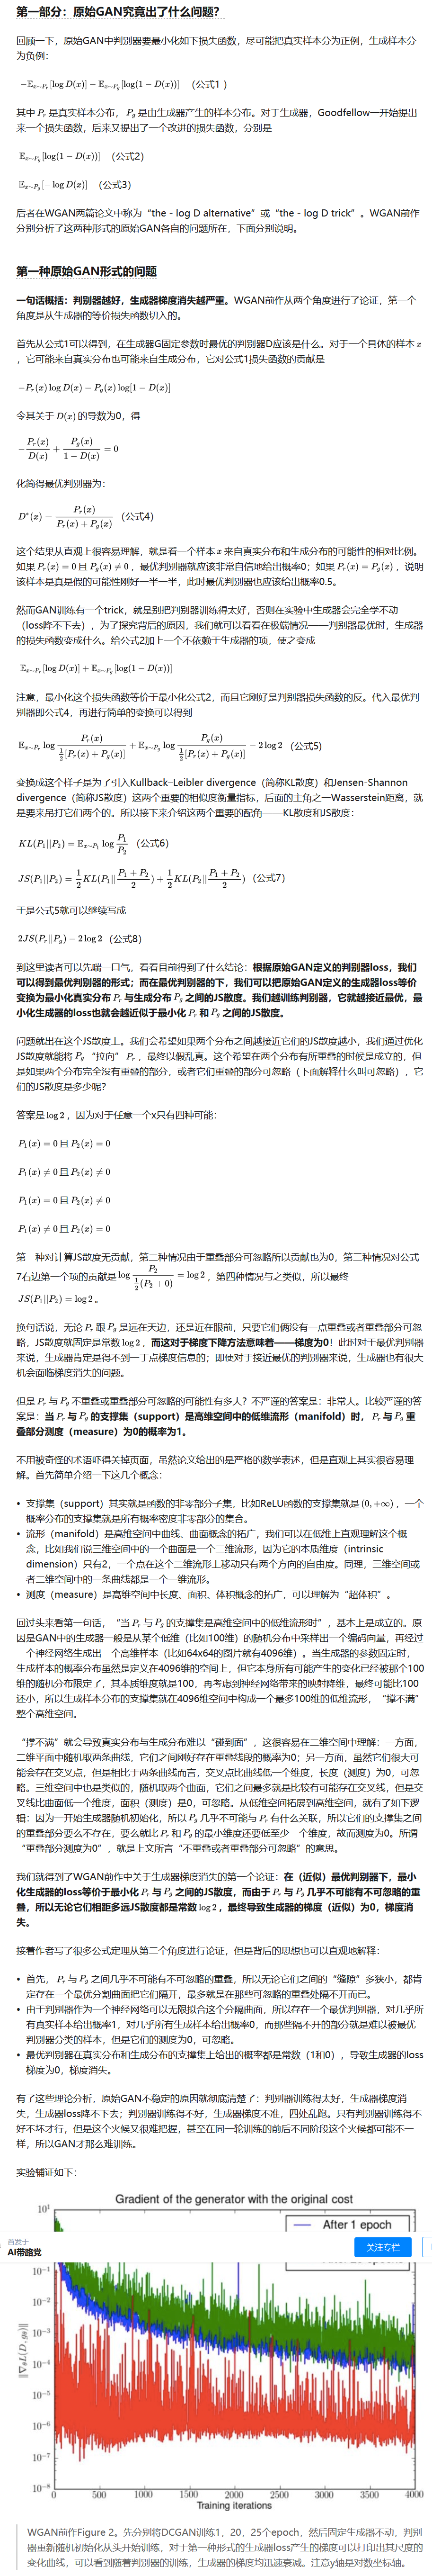 第一部分：原始GAN究竟出了什么问题？
回顾一下，原始GAN中判别器要最小化如下损失函数，尽可能把真实样本分为正例，生成样本分
为负例：
−𝔼_{x∼P_r}[log D(x)] − 𝔼_{x∼P_g}[log(1−D(x))] （公式1 ）
其中 P_r 是真实样本分布， P_g 是由生成器产生的样本分布。对于生成器，Goodfellow一开始提出
来一个损失函数，后来又提出了一个改进的损失函数，分别是
𝔼_{x∼P_g}[log(1−D(x))] （公式2）
𝔼_{x∼P_g}[−log D(x)] （公式3）
后者在WGAN两篇论文中称为“the - log D alternative”或“the - log D trick”。WGAN前作
分别分析了这两种形式的原始GAN各自的问题所在，下面分别说明。
第一种原始GAN形式的问题
一句话概括：判别器越好，生成器梯度消失越严重。WGAN前作从两个角度进行了论证，第一个
角度是从生成器的等价损失函数切入的。
首先从公式1可以得到，在生成器G固定参数时最优的判别器D应该是什么。对于一个具体的样本 x
，它可能来自真实分布也可能来自生成分布，它对公式1损失函数的贡献是
−P_r(x) log D(x) − P_g(x) log[1 − D(x)]
令其关于 D(x) 的导数为0，得
−P_r(x)/D(x) + P_g(x)/(1 − D(x)) = 0
化简得最优判别器为：
D*(x) = P_r(x)/(P_r(x) + P_g(x)) （公式4）
这个结果从直观上很容易理解，就是看一个样本 x 来自真实分布和生成分布的可能性的相对比例。
如果 P_r(x) = 0 且 P_g(x) ≠ 0 ，最优判别器就应该非常自信地给出概率0；如果 P_r(x) = P_g(x) ，说明
该样本是真是假的可能性刚好一半一半，此时最优判别器也应该给出概率0.5。
然而GAN训练有一个trick，就是别把判别器训练得太好，否则在实验中生成器会完全学不动
（loss降不下去），为了探究背后的原因，我们就可以看看在极端情况——判别器最优时，生成器
的损失函数变成什么。给公式2加上一个不依赖于生成器的项，使之变成
𝔼_{x∼P_r}[log D(x)] + 𝔼_{x∼P_g}[log(1 − D(x))]
注意，最小化这个损失函数等价于最小化公式2，而且它刚好是判别器损失函数的反。代入最优判
别器即公式4，再进行简单的变换可以得到
𝔼_{x∼P_r} log P_r(x)/(½[P_r(x) + P_g(x)]) + 𝔼_{x∼P_g} log P_g(x)/(½[P_r(x) + P_g(x)]) − 2 log 2 （公式5）
变换成这个样子是为了引入Kullback–Leibler divergence（简称KL散度）和Jensen-Shannon
divergence（简称JS散度）这两个重要的相似度衡量指标，后面的主角之一Wasserstein距离，就
是要来吊打它们两个的。所以接下来介绍这两个重要的配角——KL散度和JS散度：
KL(P_1||P_2) = 𝔼_{x∼P_1} log P_1/P_2 （公式6）
JS(P_1||P_2) = ½KL(P_1||(P_1 + P_2)/2) + ½KL(P_2||(P_1 + P_2)/2) （公式7）
于是公式5就可以继续写成
2JS(P_r||P_g) − 2 log 2 （公式8）
到这里读者可以先喘一口气，看看目前得到了什么结论：根据原始GAN定义的判别器loss，我们
可以得到最优判别器的形式；而在最优判别器的下，我们可以把原始GAN定义的生成器loss等价
变换为最小化真实分布 P_r 与生成分布 P_g 之间的JS散度。我们越训练判别器，它就越接近最优，最
小化生成器的loss也就会越近似于最小化 P_r 和 P_g 之间的JS散度。
问题就出在这个JS散度上。我们会希望如果两个分布之间越接近它们的JS散度越小，我们通过优化
JS散度就能将 P_g “拉向” P_r ，最终以假乱真。这个希望在两个分布有所重叠的时候是成立的，但
是如果两个分布完全没有重叠的部分，或者它们重叠的部分可忽略（下面解释什么叫可忽略），它
们的JS散度是多少呢？
答案是 log 2 ，因为对于任意一个x只有四种可能：
P_1(x) = 0 且 P_2(x) = 0
P_1(x) ≠ 0 且 P_2(x) ≠ 0
P_1(x) = 0 且 P_2(x) ≠ 0
P_1(x) ≠ 0 且 P_2(x) = 0
第一种对计算JS散度无贡献，第二种情况由于重叠部分可忽略所以贡献也为0，第三种情况对公式
7右边第一个项的贡献是 log P_2/(½(P_2 + 0)) = log 2 ，第四种情况与之类似，所以最终
JS(P_1||P_2) = log 2 。
换句话说，无论 P_r 跟 P_g 是远在天边，还是近在眼前，只要它们俩没有一点重叠或者重叠部分可忽
略，JS散度就固定是常数 log 2 ，而这对于梯度下降方法意味着——梯度为0！此时对于最优判别器
来说，生成器肯定是得不到一丁点梯度信息的；即使对于接近最优的判别器来说，生成器也有很大
机会面临梯度消失的问题。
但是 P_r 与 P_g 不重叠或重叠部分可忽略的可能性有多大？不严谨的答案是：非常大。比较严谨的答
案是：当 P_r 与 P_g 的支撑集（support）是高维空间中的低维流形（manifold）时， P_r 与 P_g 重
叠部分测度（measure）为0的概率为1。
不用被奇怪的术语吓得关掉页面，虽然论文给出的是严格的数学表述，但是直观上其实很容易理
解。首先简单介绍一下这几个概念：
• 支撑集（support）其实就是函数的非零部分子集，比如ReLU函数的支撑集就是 (0, +∞) ，一个
概率分布的支撑集就是所有概率密度非零部分的集合。
• 流形（manifold）是高维空间中曲线、曲面概念的拓广，我们可以在低维上直观理解这个概
念，比如我们说三维空间中的一个曲面是一个二维流形，因为它的本质维度（intrinsic
dimension）只有2，一个点在这个二维流形上移动只有两个方向的自由度。同理，三维空间或
者二维空间中的一条曲线都是一个一维流形。
• 测度（measure）是高维空间中长度、面积、体积概念的拓广，可以理解为“超体积”。
回过头来看第一句话，“当 P_r 与 P_g 的支撑集是高维空间中的低维流形时”，基本上是成立的。原
因是GAN中的生成器一般是从某个低维（比如100维）的随机分布中采样出一个编码向量，再经过
一个神经网络生成出一个高维样本（比如64x64的图片就有4096维）。当生成器的参数固定时，
生成样本的概率分布虽然是定义在4096维的空间上，但它本身所有可能产生的变化已经被那个100
维的随机分布限定了，其本质维度就是100，再考虑到神经网络带来的映射降维，最终可能比100
还小，所以生成样本分布的支撑集就在4096维空间中构成一个最多100维的低维流形，“撑不满”
整个高维空间。
“撑不满”就会导致真实分布与生成分布难以“碰到面”，这很容易在二维空间中理解：一方面，
二维平面中随机取两条曲线，它们之间刚好存在重叠线段的概率为0；另一方面，虽然它们很大可
能会存在交叉点，但是相比于两条曲线而言，交叉点比曲线低一个维度，长度（测度）为0，可忽
略。三维空间中也是类似的，随机取两个曲面，它们之间最多就是比较有可能存在交叉线，但是交
叉线比曲面低一个维度，面积（测度）是0，可忽略。从低维空间拓展到高维空间，就有了如下逻
辑：因为一开始生成器随机初始化，所以 P_g 几乎不可能与 P_r 有什么关联，所以它们的支撑集之间
的重叠部分要么不存在，要么就比 P_r 和 P_g 的最小维度还要低至少一个维度，故而测度为0。所谓
“重叠部分测度为0”，就是上文所言“不重叠或者重叠部分可忽略”的意思。
我们就得到了WGAN前作中关于生成器梯度消失的第一个论证：在（近似）最优判别器下，最小
化生成器的loss等价于最小化 P_r 与 P_g 之间的JS散度，而由于 P_r 与 P_g 几乎不可能有不可忽略的重
叠，所以无论它们相距多远JS散度都是常数 log 2 ，最终导致生成器的梯度（近似）为0，梯度消
失。
接着作者写了很多公式定理从第二个角度进行论证，但是背后的思想也可以直观地解释：
• 首先， P_r 与 P_g 之间几乎不可能有不可忽略的重叠，所以无论它们之间的“缝隙”多狭小，都肯
定存在一个最优分割曲面把它们隔开，最多就是在那些可忽略的重叠处隔不开而已。
• 由于判别器作为一个神经网络可以无限拟合这个分隔曲面，所以存在一个最优判别器，对几乎所
有真实样本给出概率1，对几乎所有生成样本给出概率0，而那些隔不开的部分就是难以被最优
判别器分类的样本，但是它们的测度为0，可忽略。
• 最优判别器在真实分布和生成分布的支撑集上给出的概率都是常数（1和0），导致生成器的loss
梯度为0，梯度消失。
有了这些理论分析，原始GAN不稳定的原因就彻底清楚了：判别器训练得太好，生成器梯度消
失，生成器loss降不下去；判别器训练得不好，生成器梯度不准，四处乱跑。只有判别器训练得不
好不坏才行，但是这个火候又很难把握，甚至在同一轮训练的前后不同阶段这个火候都可能不一
样，所以GAN才那么难训练。
实验辅证如下：
Gradient of the generator with the original cost
10¹
After 1 epoch
首发于
AI带路党
关注专栏
10⁻¹
10⁻²
10⁻³
10⁻⁴
10⁻⁵
10⁻⁶
10⁻⁷
10⁻⁸
‖∇_θ L(D, g_θ)‖
0 500 1000 1500 2000 2500 3000 3500 4000
Training iterations
WGAN前作Figure 2。先分别将DCGAN训练1，20，25个epoch，然后固定生成器不动，判别
器重新随机初始化从头开始训练，对于第一种形式的生成器loss产生的梯度可以打印出其尺度的
变化曲线，可以看到随着判别器的训练，生成器的梯度均迅速衰减。注意y轴是对数坐标轴。